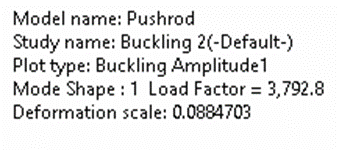 Model name: Pushrod
Study name: Buckling 2(-Default-)
Plot type: Buckling Amplitude1
Mode Shape : 1 Load Factor = 3,792.8
Deformation scale: 0.0884703